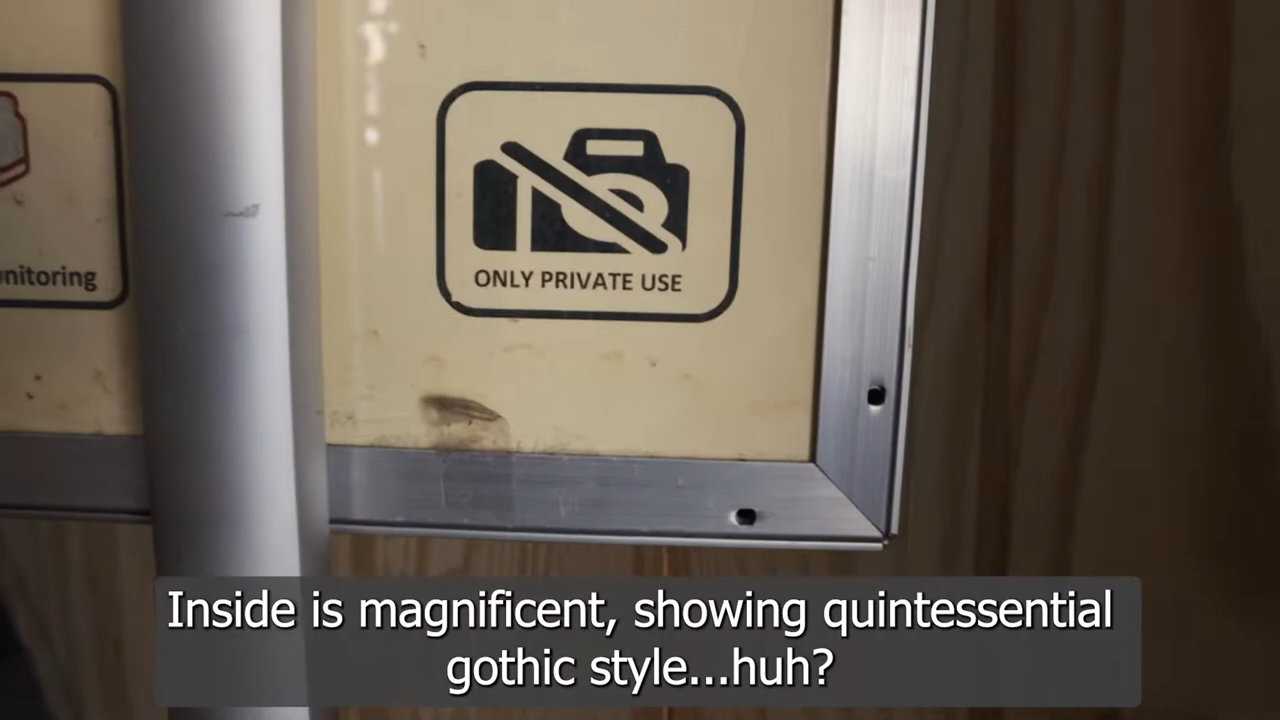 nitoring
ONLY PRIVATE USE
Inside is magnificent, showing quintessential
gothic style...huh?